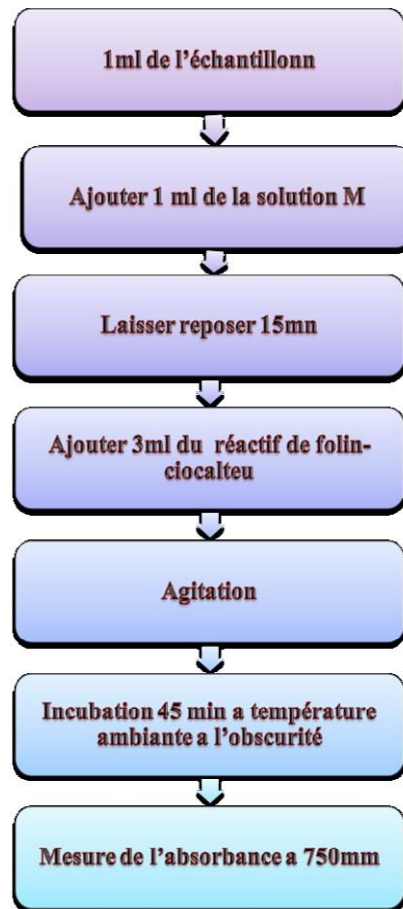 1ml de l’échantillonn
Ajouter 1 ml de la solution M
Laisser reposer 15mn
Ajouter 3ml du réactif de folin-
ciocalteu
Agitation
Incubation 45 min a température
ambiante a l’obscurité
Mesure de l’absorbance a 750mm